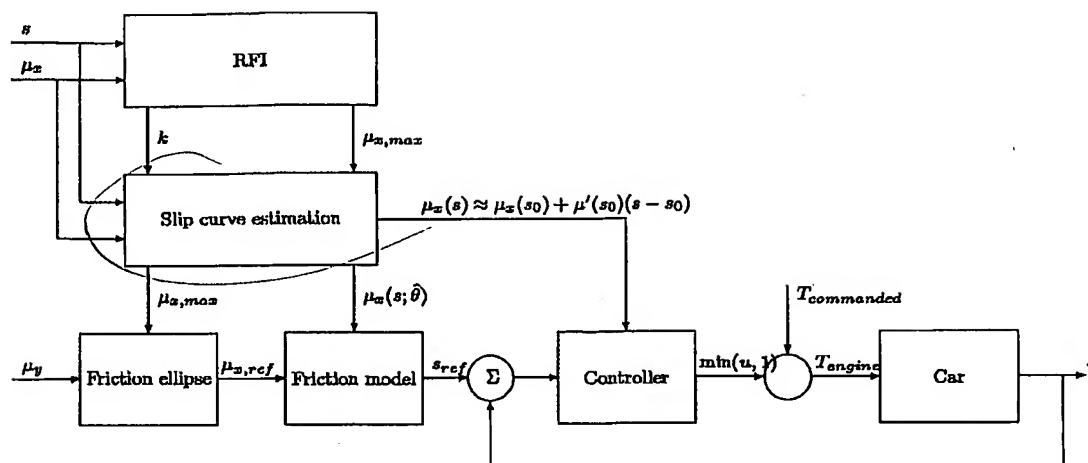 s
RFI
μx
k
μx,max
μx(s) ≈ μx(s0) + μ′(s0)(s − s0)
Slip curve estimation
μx,max
μx(s; θ̂)
Tcommanded
μy
Friction ellipse
μx,ref
Friction model
sref
Σ
Controller
min(u, 1)
Tengine
Car